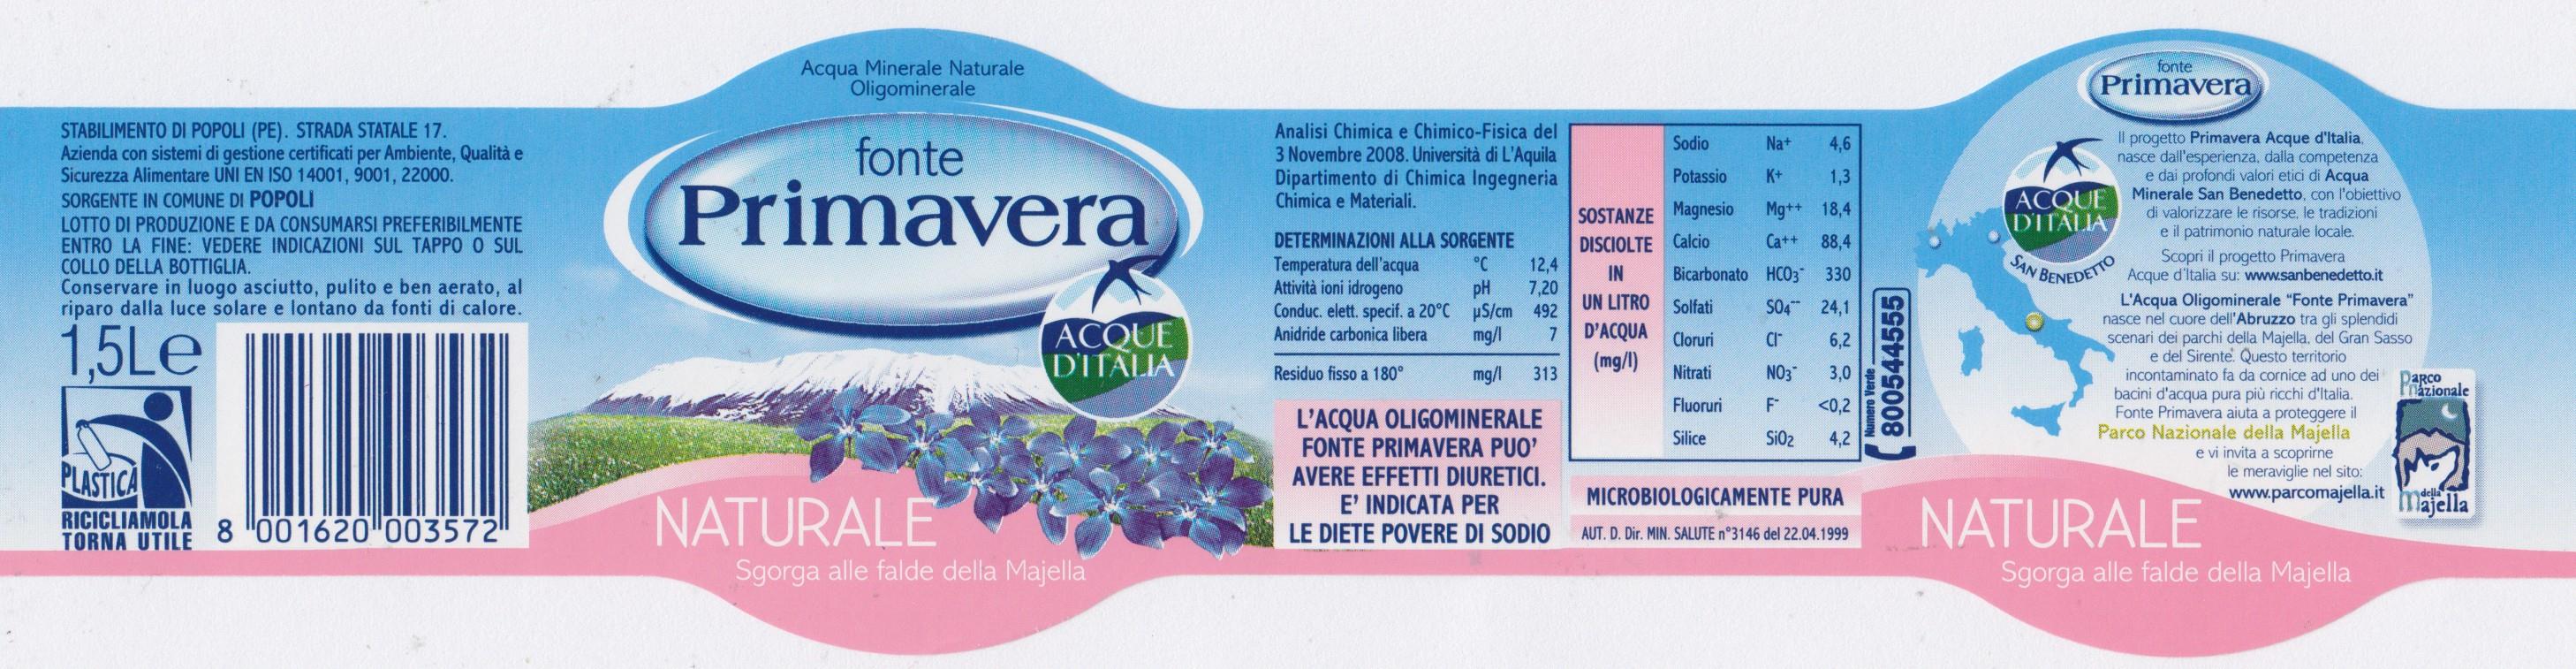 STABILIMENTO DI POPOLI (PE). STRADA STATALE 17.
Azienda con sistemi di gestione certificati per Ambiente, Qualità e
Sicurezza Alimentare UNI EN ISO 14001, 9001, 22000.
SORGENTE IN COMUNE DI POPOLI
LOTTO DI PRODUZIONE E DA CONSUMARSI PREFERIBILMENTE
ENTRO LA FINE: VEDERE INDICAZIONI SUL TAPPO O SUL
COLLO DELLA BOTTIGLIA.
Conservare in luogo asciutto, pulito e ben aerato, al
riparo dalla luce solare e lontano da fonti di calore.
1,5L e
PLASTICA
RICICLIAMOLA
TORNA UTILE
8 001620 003572
Acqua Minerale Naturale
Oligominerale
fonte
Primavera
ACQUE
D'ITALIA
NATURALE
Sgorga alle falde della Majella
Analisi Chimica e Chimico-Fisica del
3 Novembre 2008. Università di L'Aquila
Dipartimento di Chimica Ingegneria
Chimica e Materiali.
DETERMINAZIONI ALLA SORGENTE
Temperatura dell'acqua °C 12,4
Attività ioni idrogeno pH 7,20
Conduc. elett. specif. a 20°C µS/cm 492
Anidride carbonica libera mg/l 7
Residuo fisso a 180° mg/l 313
L'ACQUA OLIGOMINERALE
FONTE PRIMAVERA PUO'
AVERE EFFETTI DIURETICI.
E' INDICATA PER
LE DIETE POVERE DI SODIO
SOSTANZE
DISCIOLTE
IN
UN LITRO
D'ACQUA
(mg/l)
Sodio Na+ 4,6
Potassio K+ 1,3
Magnesio Mg++ 18,4
Calcio Ca++ 88,4
Bicarbonato HCO3- 330
Solfati SO4-- 24,1
Cloruri Cl- 6,2
Nitrati NO3- 3,0
Fluoruri F- <0,2
Silice SiO2 4,2
MICROBIOLOGICAMENTE PURA
AUT. D. Dir. MIN. SALUTE n°3146 del 22.04.1999
Numero Verde
800544555
fonte
Primavera
ACQUE
D'ITALIA
SAN BENEDETTO
Il progetto Primavera Acque d'Italia,
nasce dall'esperienza, dalla competenza
e dai profondi valori etici di Acqua
Minerale San Benedetto, con l'obiettivo
di valorizzare le risorse, le tradizioni
e il patrimonio naturale locale.
Scopri il progetto Primavera
Acque d'Italia su: www.sanbenedetto.it
L'Acqua Oligominerale “Fonte Primavera”
nasce nel cuore dell'Abruzzo tra gli splendidi
scenari dei parchi della Majella, del Gran Sasso
e del Sirente. Questo territorio
incontaminato fa da cornice ad uno dei
bacini d'acqua pura più ricchi d'Italia.
Fonte Primavera aiuta a proteggere il
Parco Nazionale della Majella
e vi invita a scoprirne
le meraviglie nel sito:
www.parcomajella.it
Parco
nazionale
della
majella
NATURALE
Sgorga alle falde della Majella